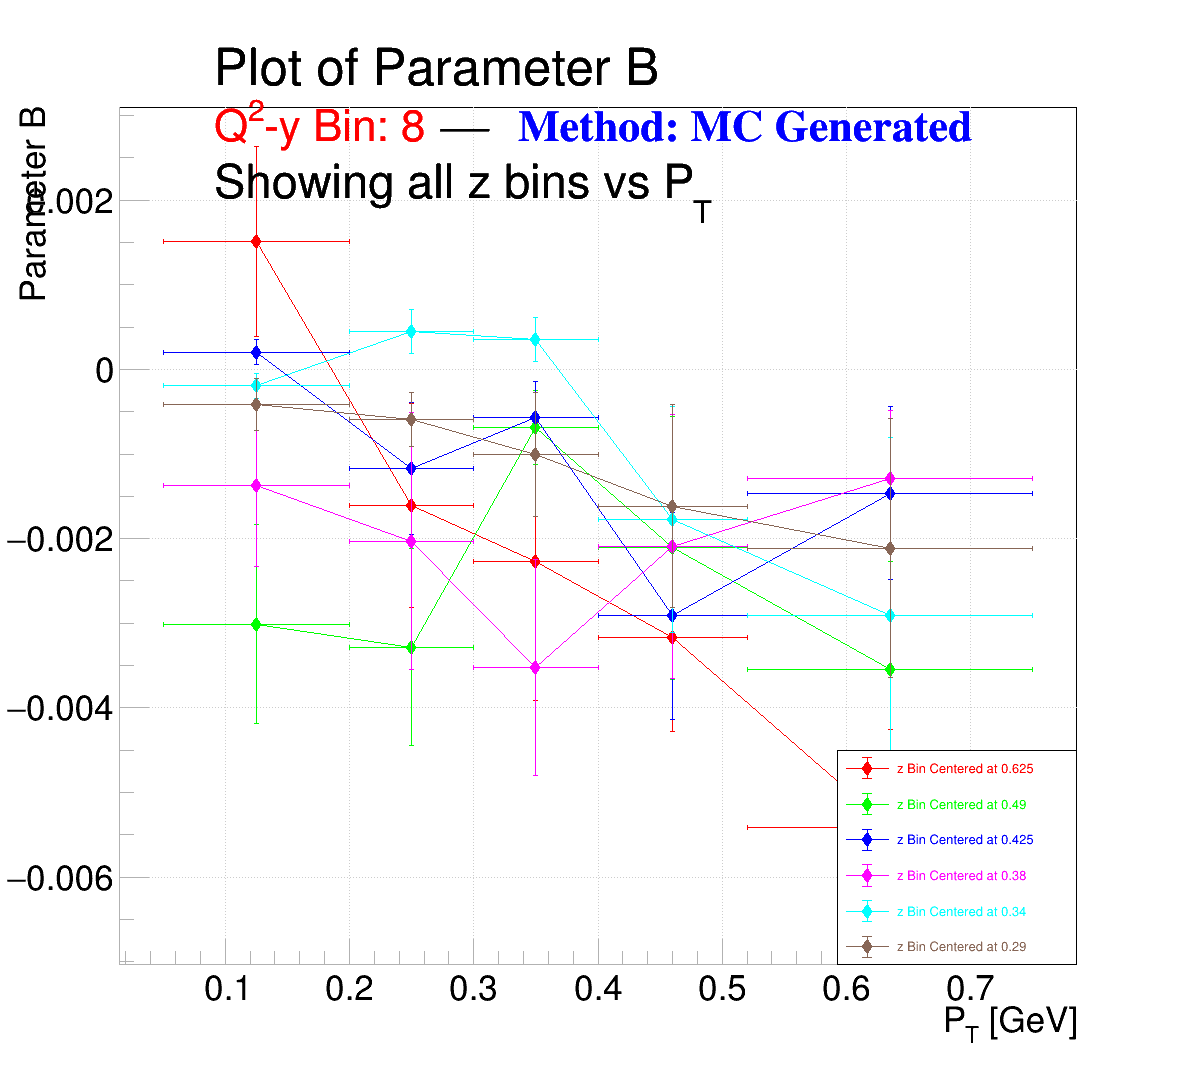 Plot of Parameter B
Q²-y Bin: 8 — Method: MC Generated
Showing all z bins vs P_T
Parameter B
0.002
0
−0.002
−0.004
−0.006
z Bin Centered at 0.625
z Bin Centered at 0.49
z Bin Centered at 0.425
z Bin Centered at 0.38
z Bin Centered at 0.34
z Bin Centered at 0.29
0.1 0.2 0.3 0.4 0.5 0.6 0.7
P_T [GeV]